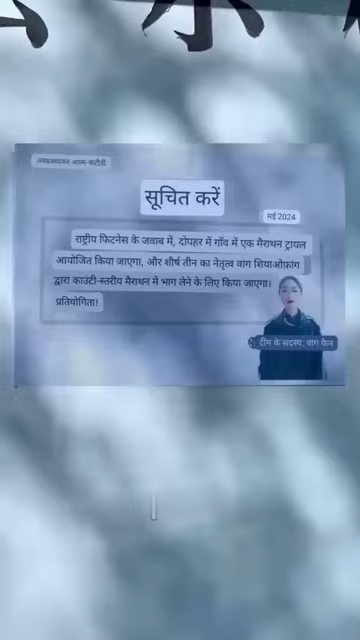 सूचित करें
मई 2024
राष्ट्रीय फिटनेस के जवाब में, दोपहर में गाँव में एक मैराथन ट्रायल
आयोजित किया जाएगा, और शीर्ष तीन का नेतृत्व वांग शियाओफ़ांग
द्वारा काउंटी-स्तरीय मैराथन में भाग लेने के लिए किया जाएगा।
प्रतियोगिता!
टीम के सदस्य: वांग फैन